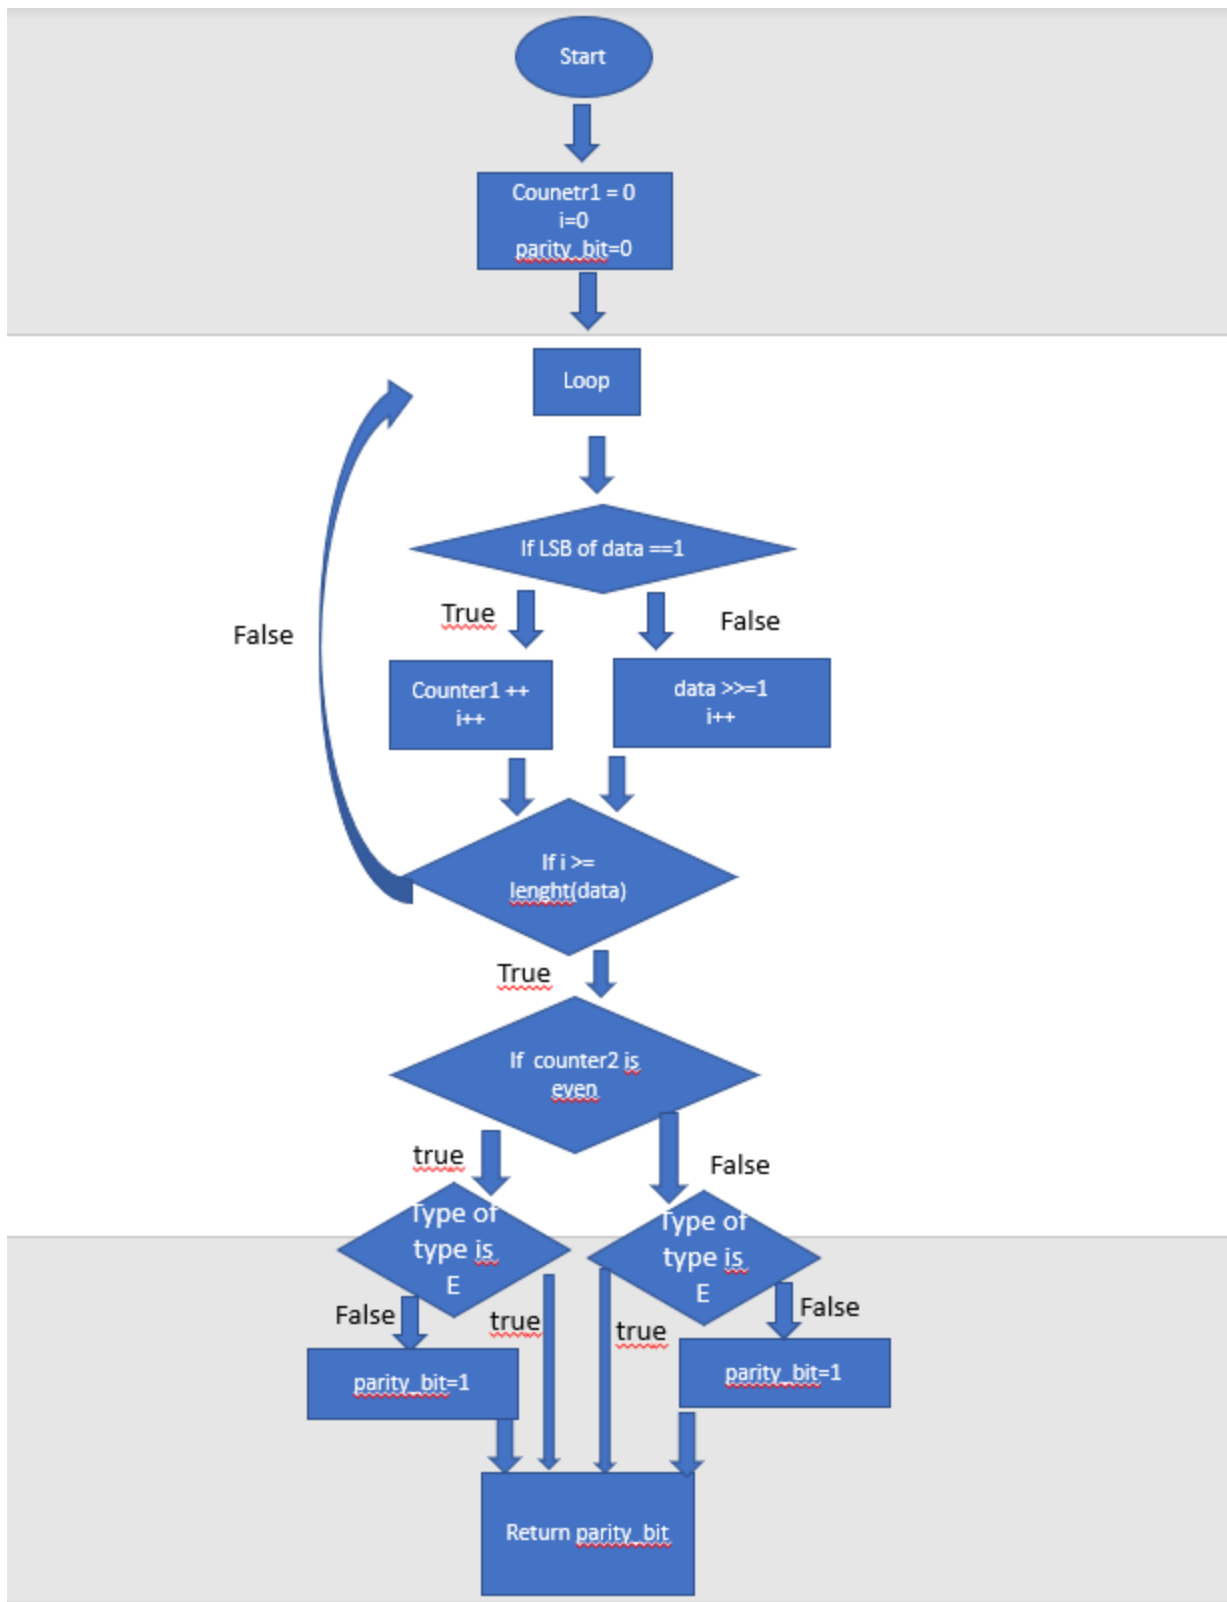 Start
Counetr1 = 0
i=0
parity_bit=0
Loop
If LSB of data ==1
True
False
False
Counter1 ++
i++
data >>=1
i++
If i >=
lenght(data)
True
If  counter2 is
even
true
False
Type of
type is
E
Type of
type is
E
False
true
true
False
parity_bit=1
parity_bit=1
Return parity_bit